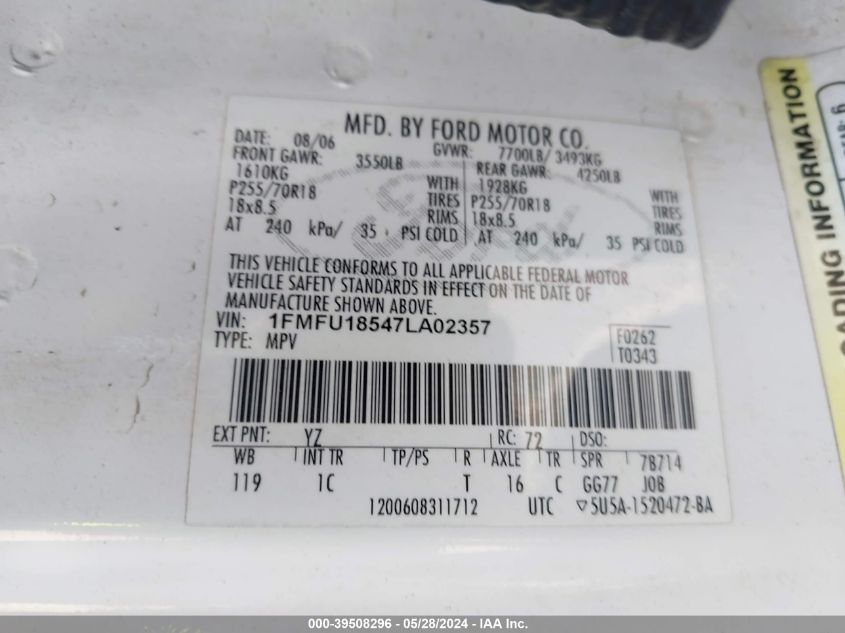 MFD. BY FORD MOTOR CO.
DATE: 08/06 GVWR: 7700LB/ 3493KG
FRONT GAWR: 3550LB REAR GAWR: 4250LB
1610KG WITH 1928KG WITH
P255/70R18 TIRES P255/70R18 TIRES
18x8.5 RIMS 18x8.5 RIMS
AT 240 kPa/ 35 PSI COLD AT 240 kPa/ 35 PSI COLD
THIS VEHICLE CONFORMS TO ALL APPLICABLE FEDERAL MOTOR
VEHICLE SAFETY STANDARDS IN EFFECT ON THE DATE OF
MANUFACTURE SHOWN ABOVE.
VIN: 1FMFU18547LA02357
TYPE: MPV
F0262
T0343
EXT PNT: YZ RC: 72 DSO:
WB INT TR TP/PS R AXLE TR SPR 78714
119 1C T 16 C GG77 JOB
1200608311712 UTC ▽5U5A-1520472-BA
ADING INFORMATION
000-39508296 - 05/28/2024 - IAAI Inc.